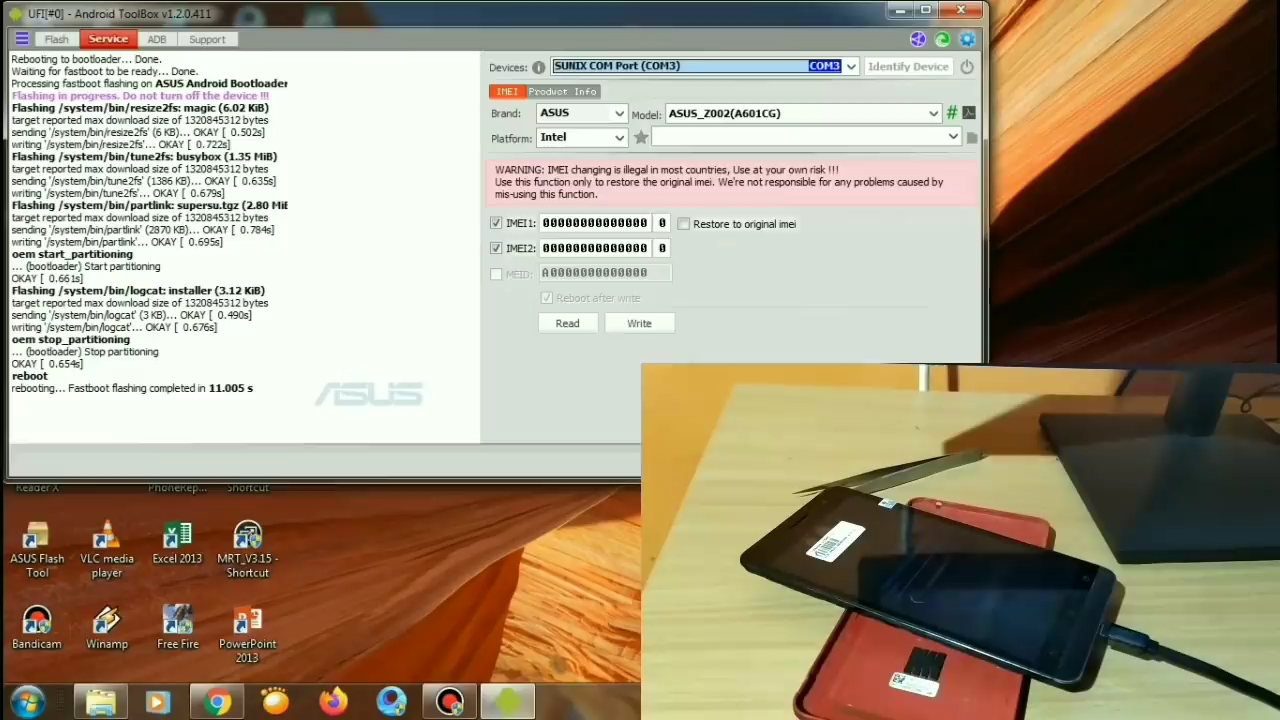 UFI[#0] - Android ToolBox v1.2.0.411
Flash Service ADB Support
Rebooting to bootloader... Done.
Waiting for fastboot to be ready... Done.
Processing fastboot flashing on ASUS Android Bootloader
Flashing in progress. Do not turn off the device !!!
Flashing /system/bin/resize2fs: magic (6.02 KiB)
target reported max download size of 1320845312 bytes
sending '/system/bin/resize2fs' (6 KB)... OKAY [ 0.502s]
writing '/system/bin/resize2fs'... OKAY [ 0.722s]
Flashing /system/bin/tune2fs: busybox (1.35 MiB)
target reported max download size of 1320845312 bytes
sending '/system/bin/tune2fs' (1386 KB)... OKAY [ 0.635s]
writing '/system/bin/tune2fs'... OKAY [ 0.679s]
Flashing /system/bin/partlink: supersu.tgz (2.80 MiB
target reported max download size of 1320845312 bytes
sending '/system/bin/partlink' (2870 KB)... OKAY [ 0.784s]
writing '/system/bin/partlink'... OKAY [ 0.695s]
oem start_partitioning
... (bootloader) Start partitioning
OKAY [ 0.661s]
Flashing /system/bin/logcat: installer (3.12 KiB)
target reported max download size of 1320845312 bytes
sending '/system/bin/logcat' (3 KB)... OKAY [ 0.490s]
writing '/system/bin/logcat'... OKAY [ 0.676s]
oem stop_partitioning
... (bootloader) Stop partitioning
OKAY [ 0.654s]
reboot
rebooting... Fastboot flashing completed in 11.005 s
ASUS
Devices: SUNIX COM Port (COM3) COM3 Identify Device
IMEI Product Info
Brand: ASUS Model: ASUS_Z002(A601CG) #
Platform: Intel
WARNING: IMEI changing is illegal in most countries, Use at your own risk !!!
Use this function only to restore the original imei. We're not responsible for any problems caused by
mis-using this function.
IMEI1: 00000000000000 0 Restore to original imei
IMEI2: 00000000000000 0
MEID: A0000000000000
Reboot after write
Read Write
Reader X
PhoneRep...
Shortcut
ASUS Flash
Tool
VLC media
player
Excel 2013
MRT_V3.15 -
Shortcut
Bandicam
Winamp
Free Fire
PowerPoint
2013